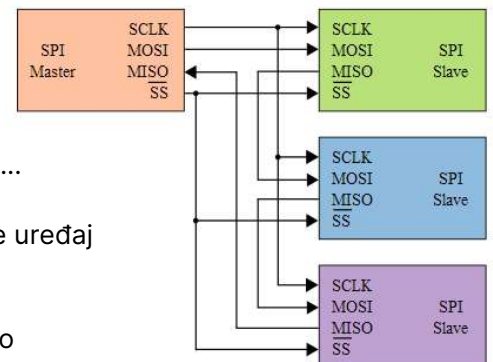 SCLK
SPI MOSI
Master MISO
SS
SCLK
MOSI SPI
MISO Slave
SS
...
SCLK
MOSI SPI
MISO Slave
SS
e uređaj
SCLK
MOSI SPI
MISO Slave
SS
o